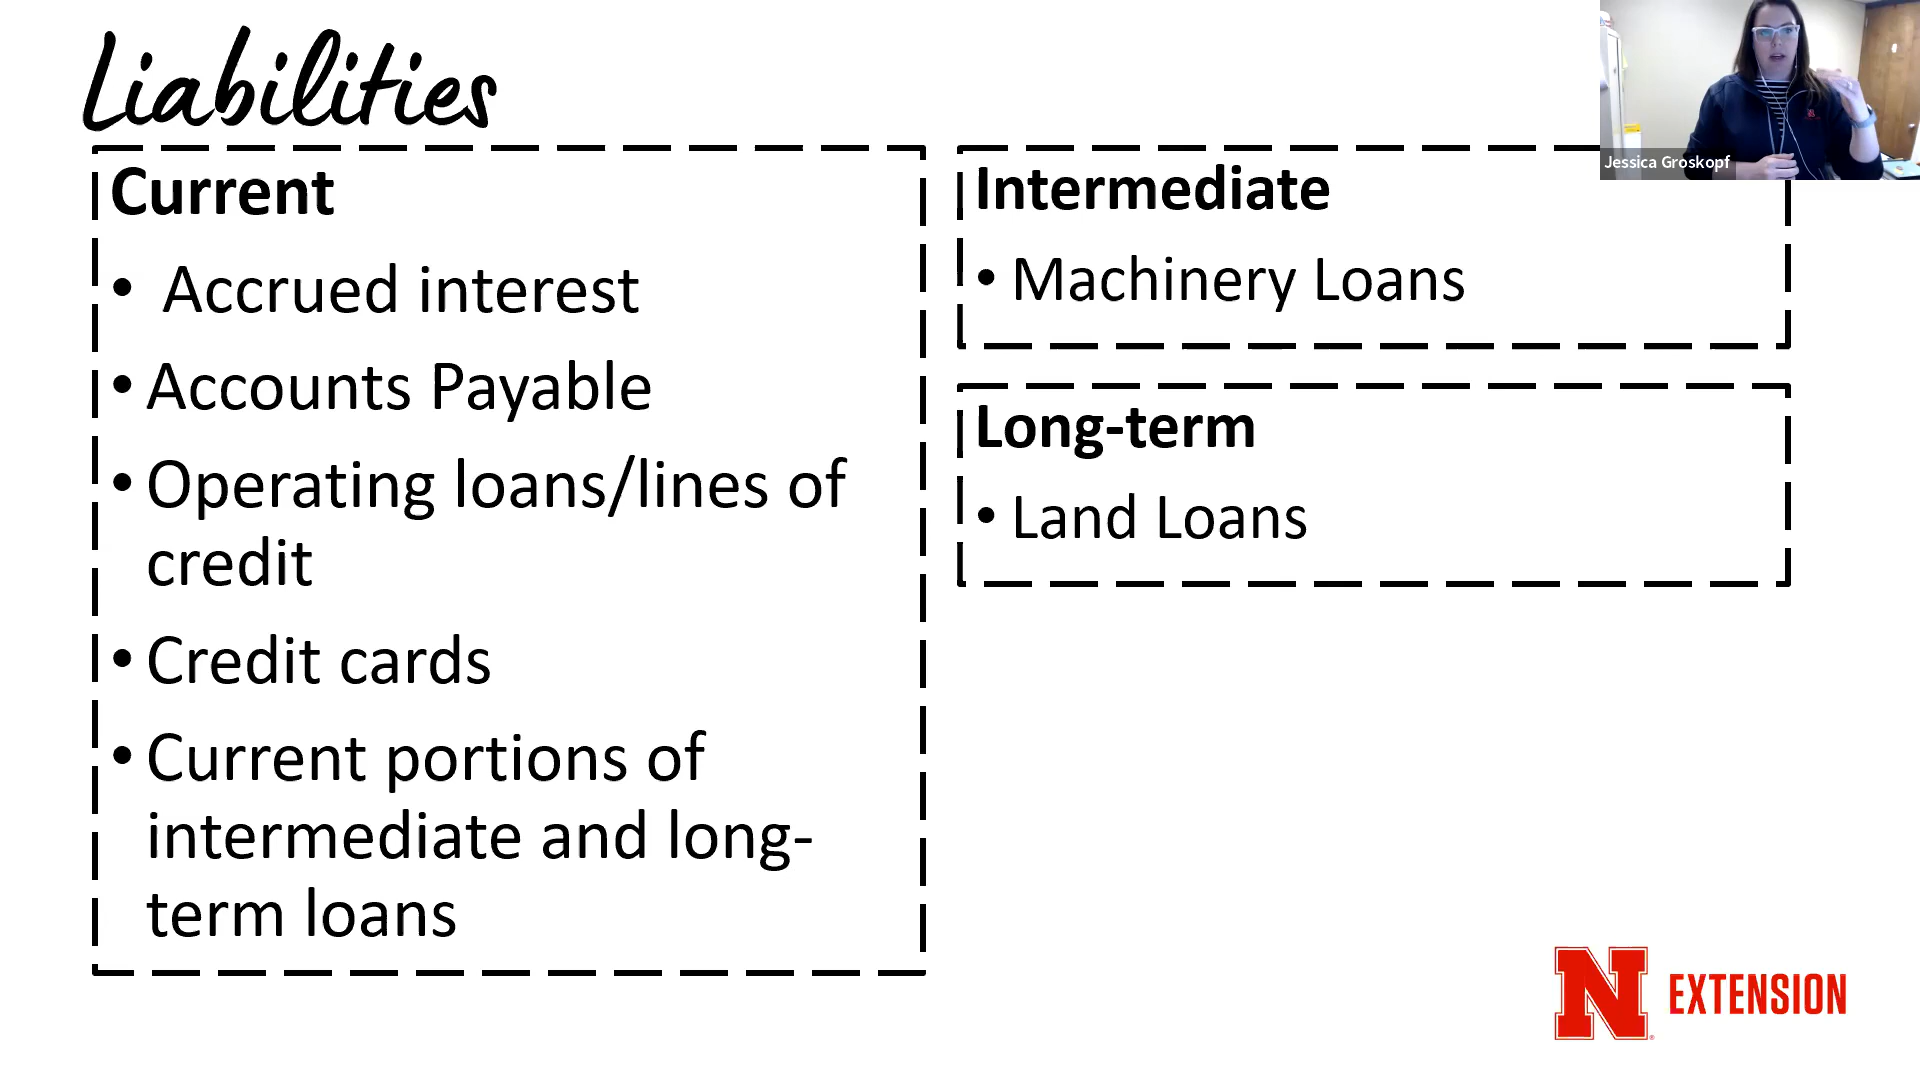 Liabilities
Current
• Accrued interest
• Accounts Payable
• Operating loans/lines of
credit
• Credit cards
• Current portions of
intermediate and long-
term loans
Intermediate
• Machinery Loans
Long-term
• Land Loans
Jessica Groskopf
N EXTENSION